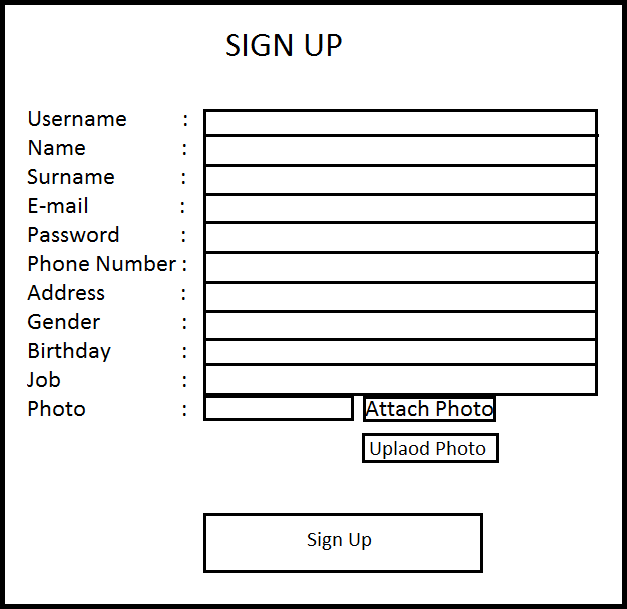 SIGN UP
Username :
Name :
Surname :
E-mail :
Password :
Phone Number :
Address :
Gender :
Birthday :
Job :
Photo : Attach Photo
Uplaod Photo
Sign Up